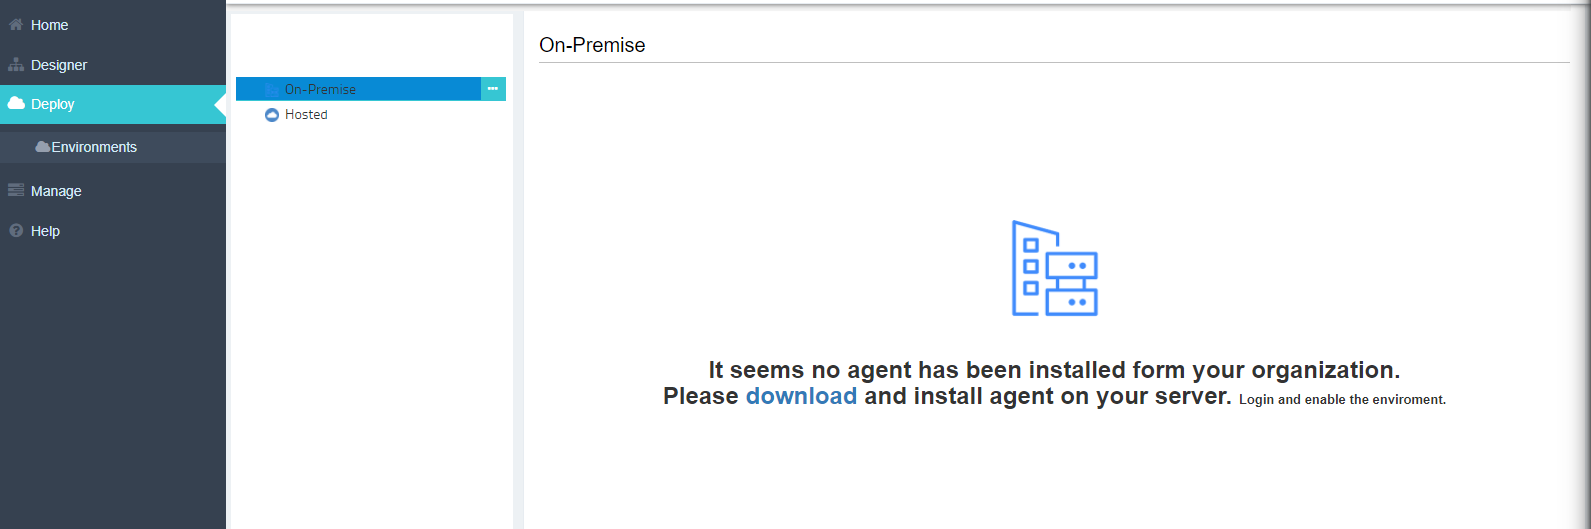 Home
Designer
Deploy
Environments
Manage
Help
On-Premise
Hosted
On-Premise
It seems no agent has been installed form your organization.
Please download and install agent on your server. Login and enable the enviroment.